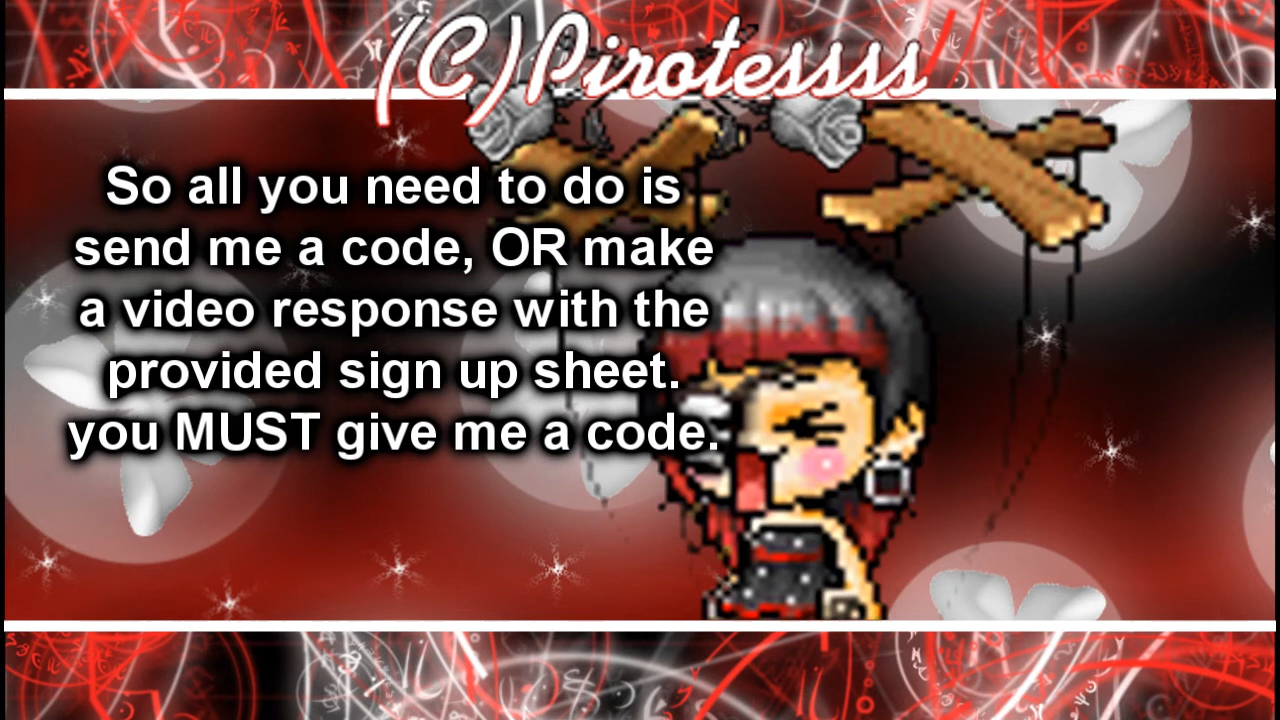 (C)Pirotessss
So all you need to do is
send me a code, OR make
a video response with the
provided sign up sheet.
you MUST give me a code.